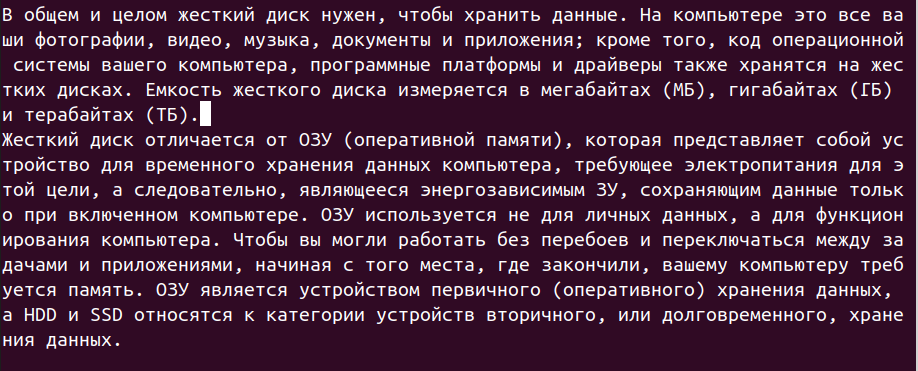 В общем и целом жесткий диск нужен, чтобы хранить данные. На компьютере это все ва
ши фотографии, видео, музыка, документы и приложения; кроме того, код операционной
системы вашего компьютера, программные платформы и драйверы также хранятся на жес
тких дисках. Емкость жесткого диска измеряется в мегабайтах (МБ), гигабайтах (ГБ)
и терабайтах (ТБ).
Жесткий диск отличается от ОЗУ (оперативной памяти), которая представляет собой ус
тройство для временного хранения данных компьютера, требующее электропитания для э
той цели, а следовательно, являющееся энергозависимым ЗУ, сохраняющим данные тольк
о при включенном компьютере. ОЗУ используется не для личных данных, а для функцион
ирования компьютера. Чтобы вы могли работать без перебоев и переключаться между за
дачами и приложениями, начиная с того места, где закончили, вашему компьютеру треб
уется память. ОЗУ является устройством первичного (оперативного) хранения данных,
а HDD и SSD относятся к категории устройств вторичного, или долговременного, хране
ния данных.